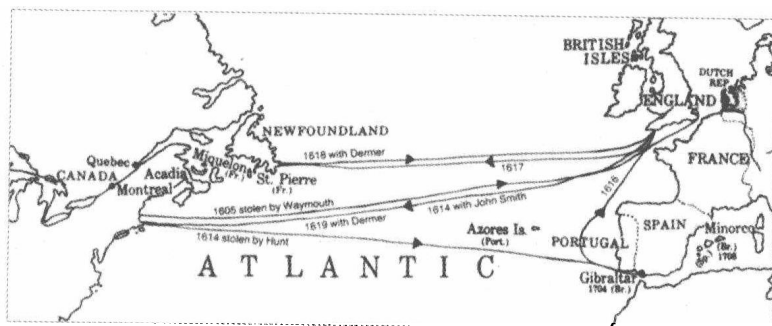 BRITISH
ISLES
DUTCH
REP.
ENGLAND
NEWFOUNDLAND
1618 with Dermer
1617
FRANCE
Quebec
Miquelon
(Fr.)
CANADA
Acadia
St. Pierre
(Fr.)
Montreal
1615
1605 stolen by Waymouth
1614 with John Smith
1619 with Dermer
Azores Is.
(Port.)
SPAIN
Minorco
(Br.)
1708
PORTUGAL
1614 stolen by Hunt
ATLANTIC
Gibraltar
1704 (Br.)